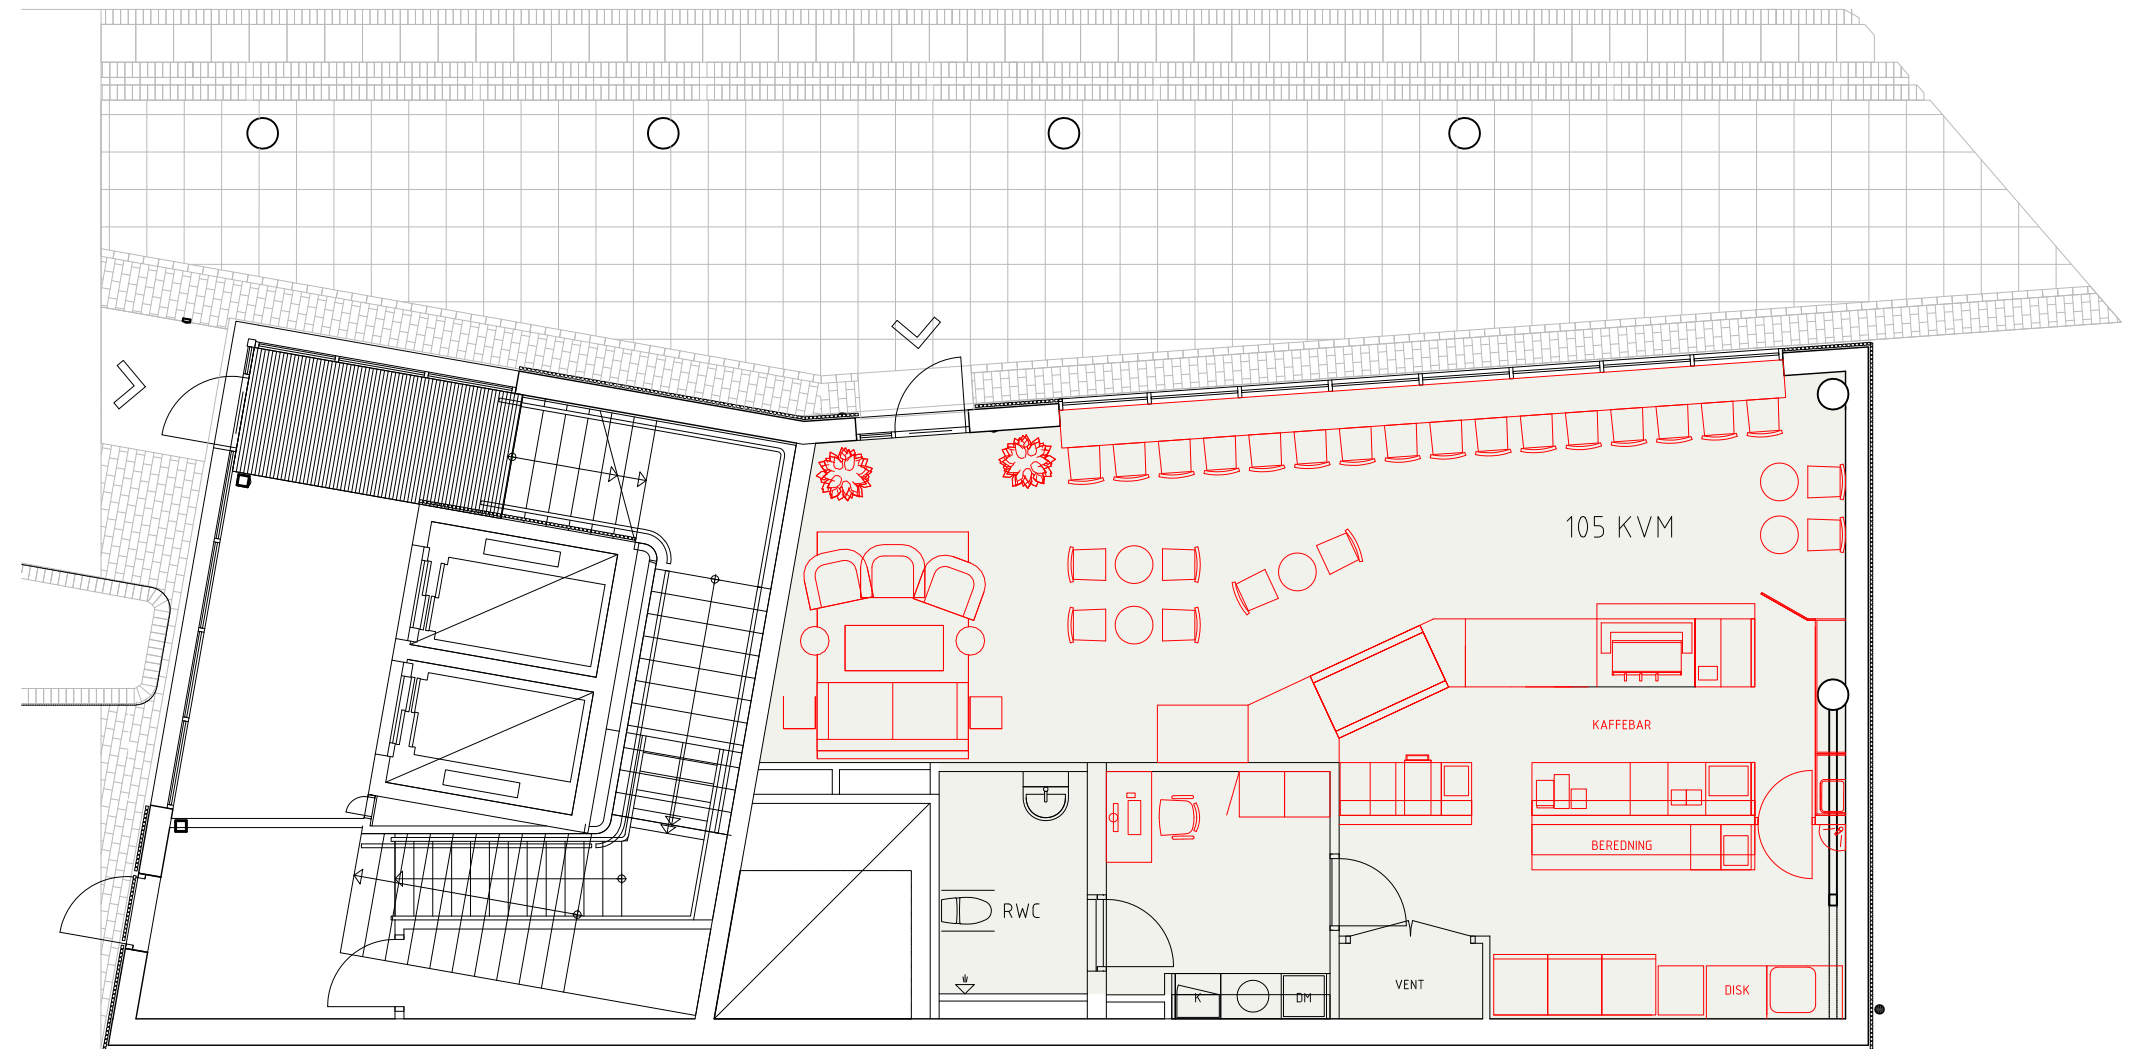 105 KVM
KAFFEBAR
BEREDNING
RWC
VENT
DISK
K
DM